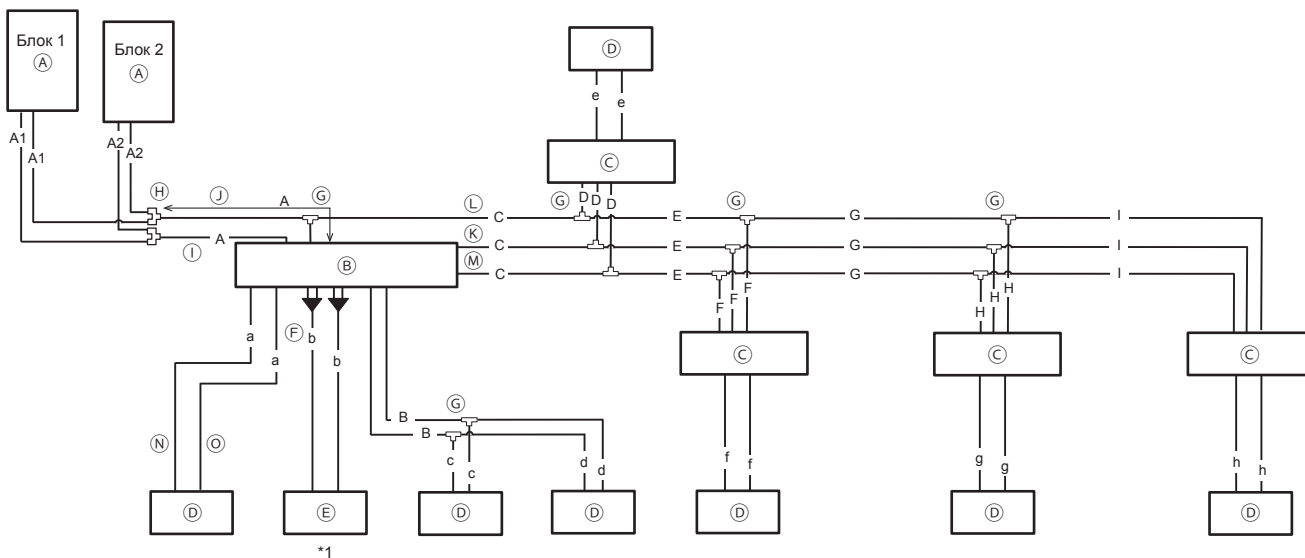 Блок 1
Ⓐ
Блок 2
Ⓐ
Ⓓ
e e
A1 A1
A2 A2
Ⓒ
Ⓗ Ⓙ A Ⓖ
Ⓛ C Ⓖ D D D E Ⓖ G Ⓖ I
Ⓘ A
Ⓚ C E G I
Ⓑ
Ⓜ C E G I
F F F
H H H
a a Ⓕ b b
Ⓒ Ⓒ Ⓒ
B Ⓖ
B
Ⓝ Ⓞ
c c d d f f g g h h
Ⓓ Ⓔ Ⓓ Ⓓ Ⓓ Ⓓ Ⓓ
*1